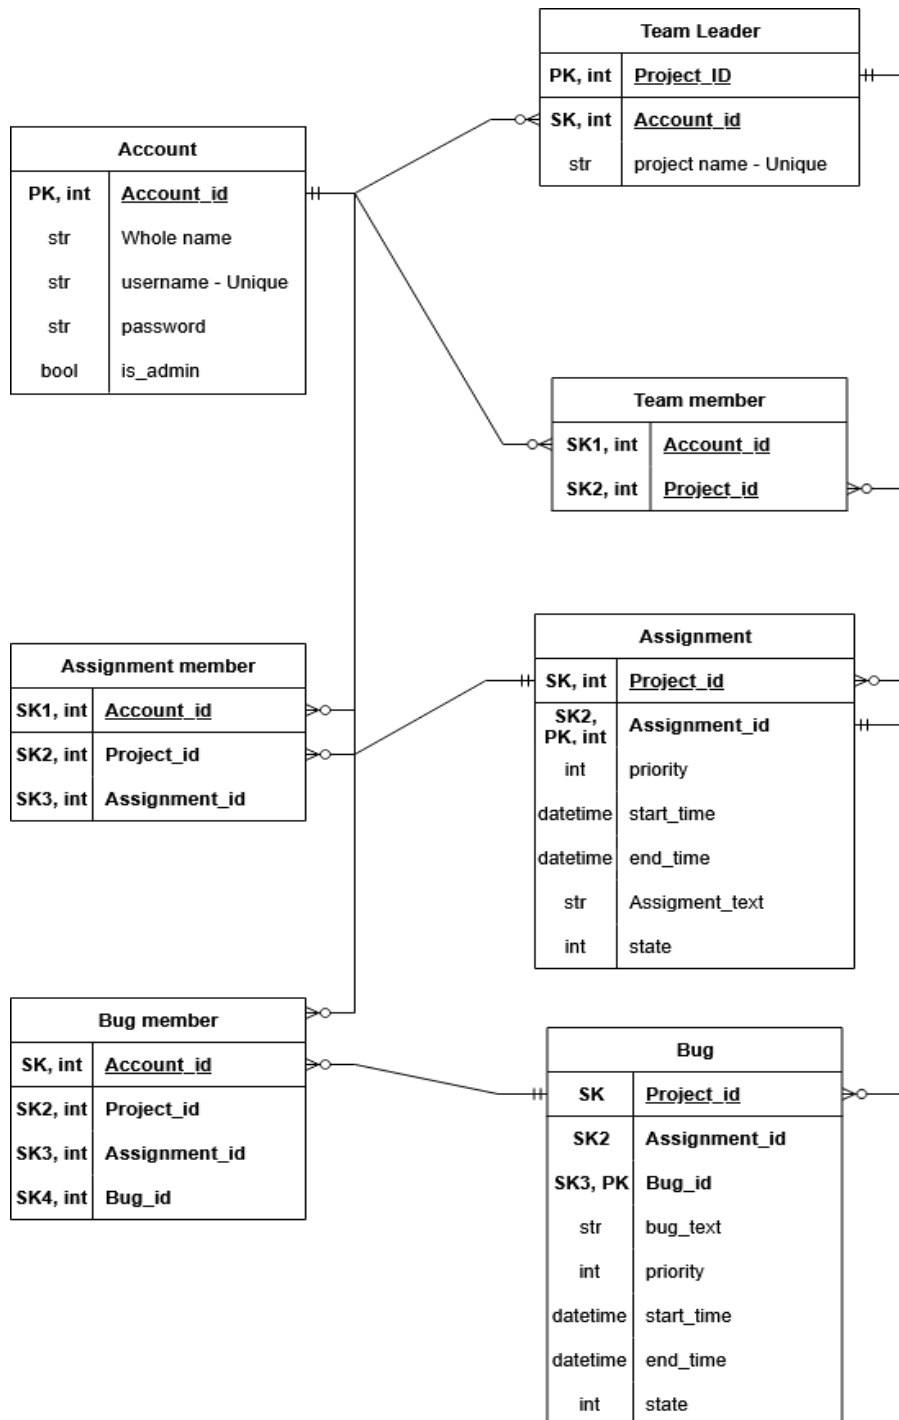 Team Leader
PK, int Project_ID
SK, int Account_id
str project name - Unique
Account
PK, int Account_id
str Whole name
str username - Unique
str password
bool is_admin
Team member
SK1, int Account_id
SK2, int Project_id
Assignment
SK, int Project_id
SK2, PK, int Assignment_id
int priority
datetime start_time
datetime end_time
str Assigment_text
int state
Assignment member
SK1, int Account_id
SK2, int Project_id
SK3, int Assignment_id
Bug member
SK, int Account_id
SK2, int Project_id
SK3, int Assignment_id
SK4, int Bug_id
Bug
SK Project_id
SK2 Assignment_id
SK3, PK Bug_id
str bug_text
int priority
datetime start_time
datetime end_time
int state